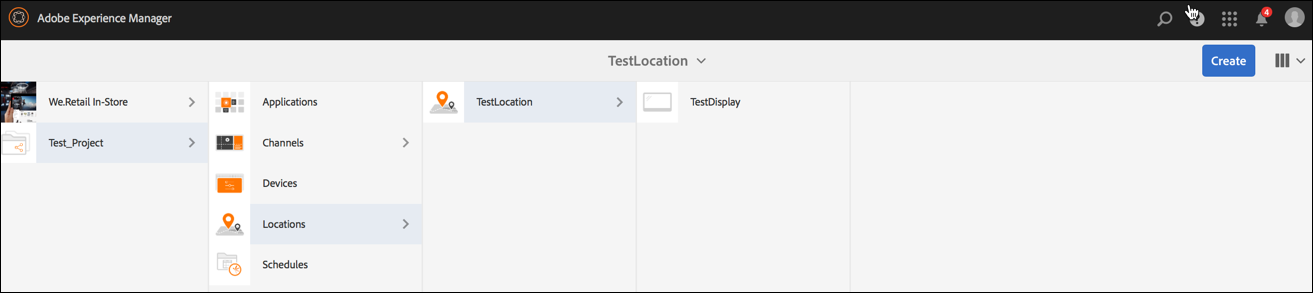 Adobe Experience Manager
4
TestLocation
Create
We.Retail In-Store
Test_Project
Applications
Channels
Devices
Locations
Schedules
TestLocation
TestDisplay